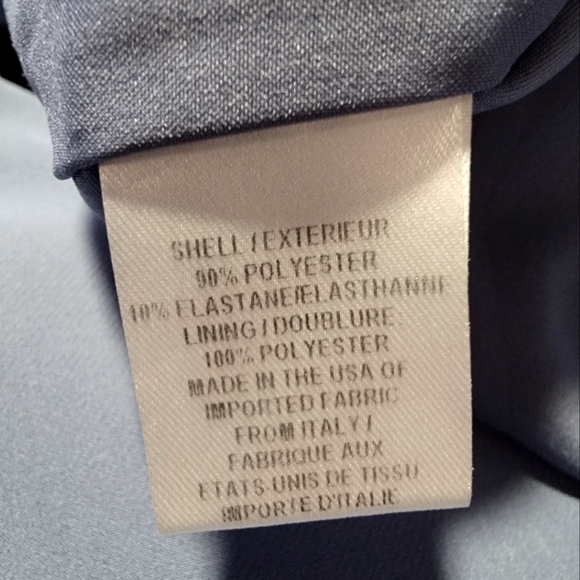 SHELL / EXTERIEUR
90% POLYESTER
10% ELASTANE/ELASTHANNE
LINING / DOUBLURE
100% POLYESTER
MADE IN THE USA OF
IMPORTED FABRIC
FROM ITALY /
FABRIQUE AUX
ETATS-UNIS DE TISSU
IMPORTE D'ITALIE